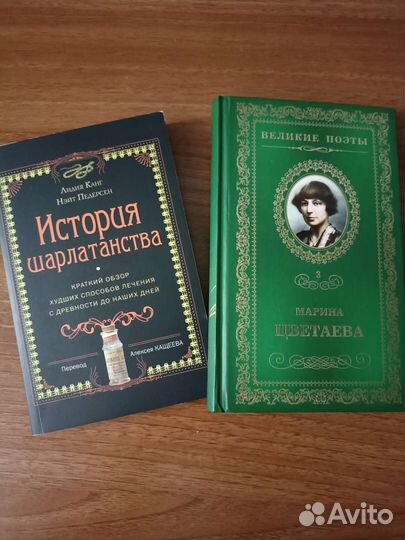 Лидия Канг
Нэйт Педерсен
История
шарлатанства
КРАТКИЙ ОБЗОР
ХУДШИХ СПОСОБОВ ЛЕЧЕНИЯ
С ДРЕВНОСТИ ДО НАШИХ ДНЕЙ
Перевод Алексея КАЩЕЕВА
ВЕЛИКИЕ ПОЭТЫ
3
МАРИНА
ЦВЕТАЕВА
Avito